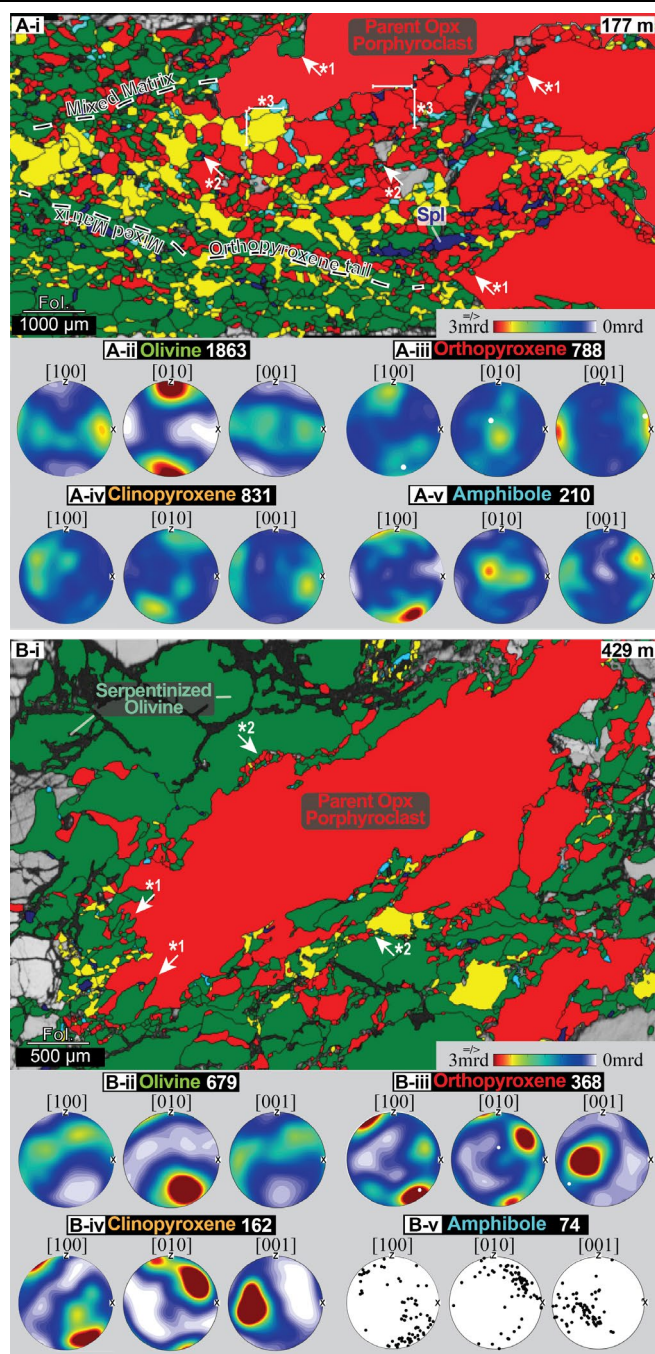 A-i
Parent Opx
Porphyroclast
177 m
*1
*1
Mixed Matrix
*3
*3
*2
*2
Mixed Matrix
Spl
Orthopyroxene tail
*1
Fol.
1000 µm
=/>
3mrd
0mrd
A-ii Olivine 1863
A-iii Orthopyroxene 788
[100] [010] [001] [100] [010] [001]
z z z z z z
x x x x x x
A-iv Clinopyroxene 831
A-v Amphibole 210
[100] [010] [001] [100] [010] [001]
z z z z z z
x x x x x x
B-i
429 m
Serpentinized
Olivine
*2
Parent Opx
Porphyroclast
*1
*1
*2
Fol.
500 µm
=/>
3mrd
0mrd
B-ii Olivine 679
B-iii Orthopyroxene 368
[100] [010] [001] [100] [010] [001]
z z z z z z
x x x x x x
B-iv Clinopyroxene 162
B-v Amphibole 74
[100] [010] [001] [100] [010] [001]
z z z z z z
x x x x x x